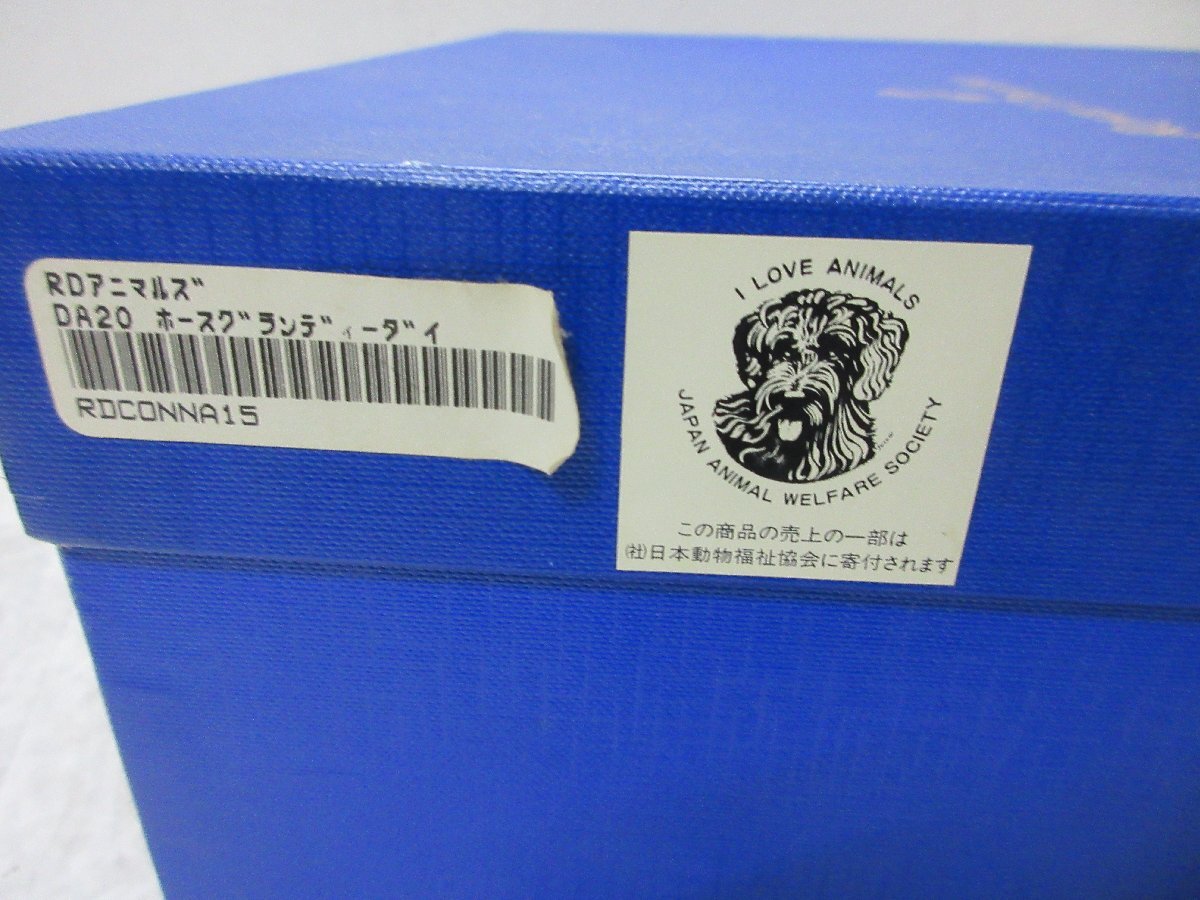 RDアニマルズ
DA20 ホースグランディーダイ
RDCONNA15
I LOVE ANIMALS
JAPAN ANIMAL WELFARE SOCIETY
この商品の売上の一部は
(社)日本動物福祉協会に寄付されます